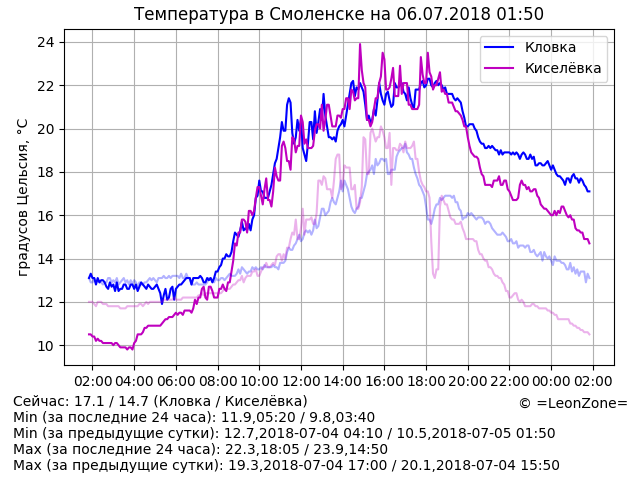 Температура в Смоленске на 06.07.2018 01:50
Кловка
Киселёвка
градусов Цельсия, °C
24
22
20
18
16
14
12
10
02:00 04:00 06:00 08:00 10:00 12:00 14:00 16:00 18:00 20:00 22:00 00:00 02:00
Сейчас: 17.1 / 14.7 (Кловка / Киселёвка)
© =LeonZone=
Min (за последние 24 часа): 11.9,05:20 / 9.8,03:40
Min (за предыдущие сутки): 12.7,2018-07-04 04:10 / 10.5,2018-07-05 01:50
Max (за последние 24 часа): 22.3,18:05 / 23.9,14:50
Max (за предыдущие сутки): 19.3,2018-07-04 17:00 / 20.1,2018-07-04 15:50